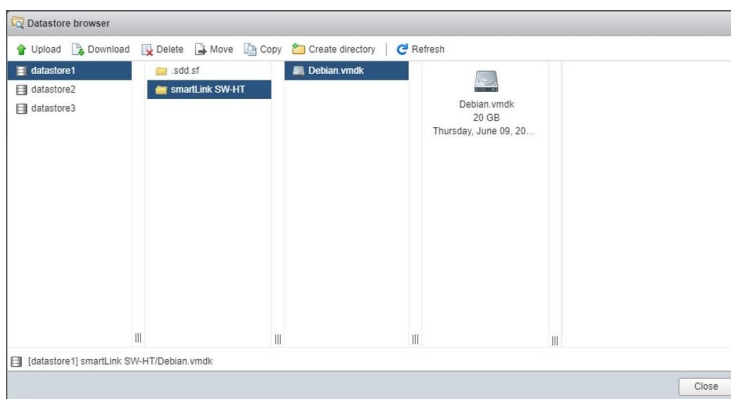 Datastore browser
Upload Download Delete Move Copy Create directory Refresh
datastore1 .sdd.sf Debian.vmdk
datastore2 smartLink SW-HT
datastore3
Debian.vmdk
20 GB
Thursday, June 09, 20...
[datastore1] smartLink SW-HT/Debian.vmdk
Close